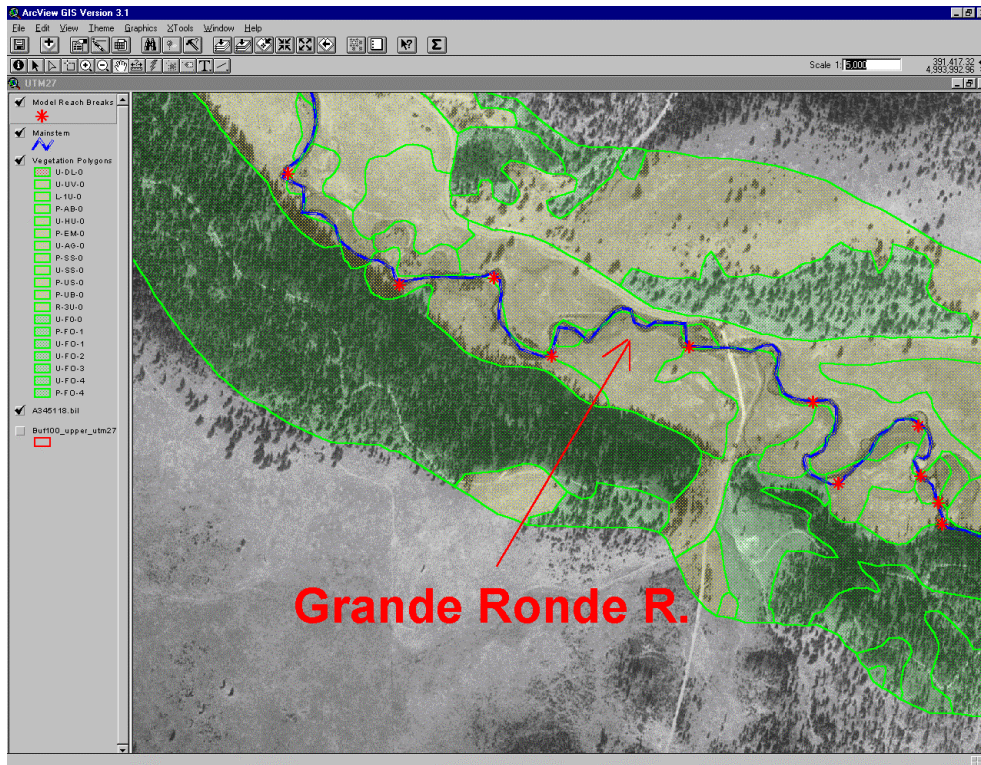 ArcView GIS Version 3.1
File Edit View Theme Graphics XTools Window Help
Scale 1: 5,000
391,417.32
4,993,992.96
UTM27
Model Reach Breaks
Mainstem
Vegetation Polygons
U-DL-0
U-UV-0
L-1U-0
P-AB-0
U-HU-0
P-EM-0
U-AG-0
P-SS-0
U-SS-0
P-US-0
P-UB-0
R-3U-0
U-F0-0
P-FO-1
U-FO-1
U-FO-2
U-FO-3
U-FO-4
P-FO-4
A345118.bil
Buf100_upper_utm27
Grande Ronde R.